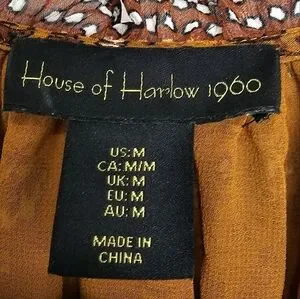 House of Harlow 1960
US: M
CA: M/M
UK: M
EU: M
AU: M
MADE IN
CHINA